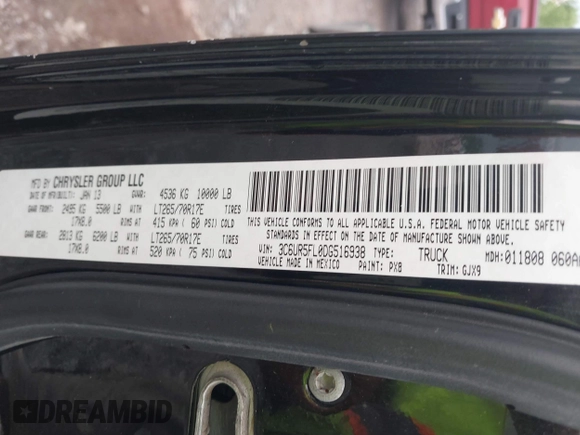 MFD BY CHRYSLER GROUP LLC
DATE OF MFR/BUILT: JAN 13 GVWR: 4536 KG 10000 LB
GAWR FRONT: 2495 KG 5500 LB WITH LT265/70R17E TIRES
17X8.0 415 KPA ( 60 PSI) COLD
GAWR REAR: 2813 KG 6200 LB WITH LT265/70R17E TIRES
17X8.0 520 KPA ( 75 PSI) COLD
THIS VEHICLE CONFORMS TO ALL APPLICABLE U.S.A. FEDERAL MOTOR VEHICLE SAFETY
STANDARDS IN EFFECT ON THE DATE OF MANUFACTURE SHOWN ABOVE.
VIN: 3C6UR5FL0DG516938 TYPE: TRUCK MDH: 011808 060A
VEHICLE MADE IN MEXICO PAINT: PX8 TRIM: GJX9
DREAMBID